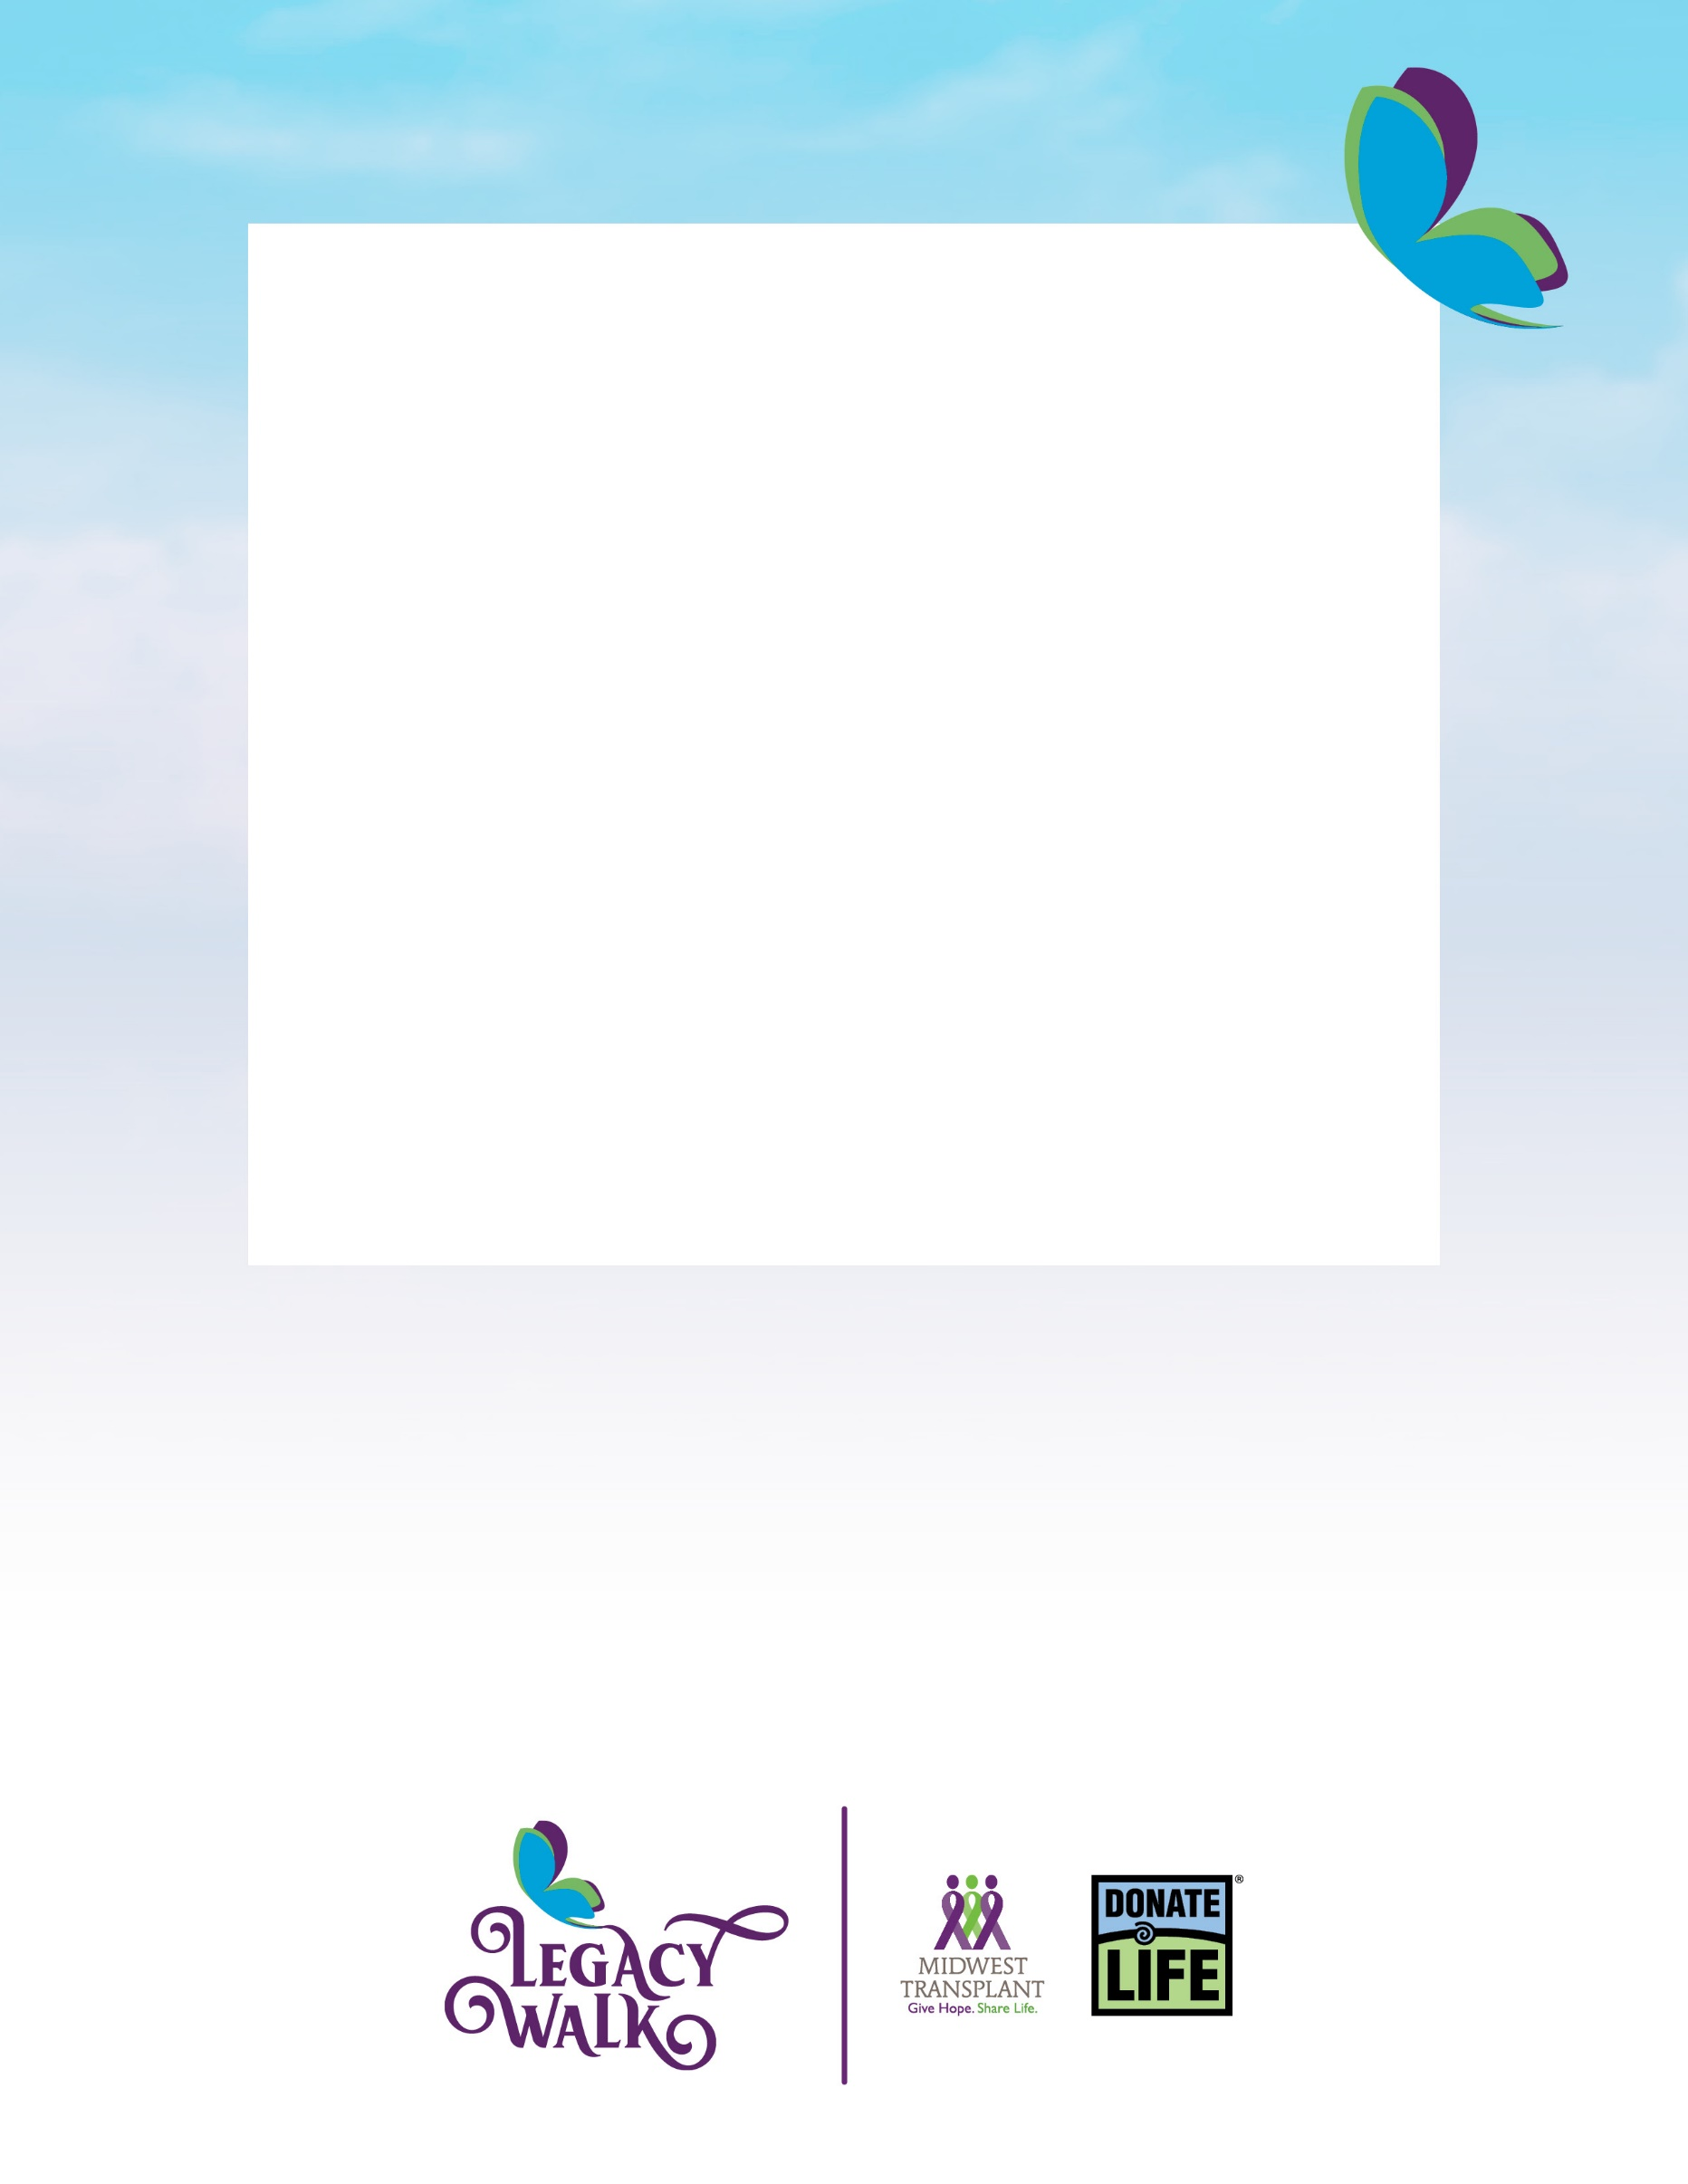 LEGACY
WALK
MIDWEST
TRANSPLANT
Give Hope. Share Life.
DONATE
LIFE
®